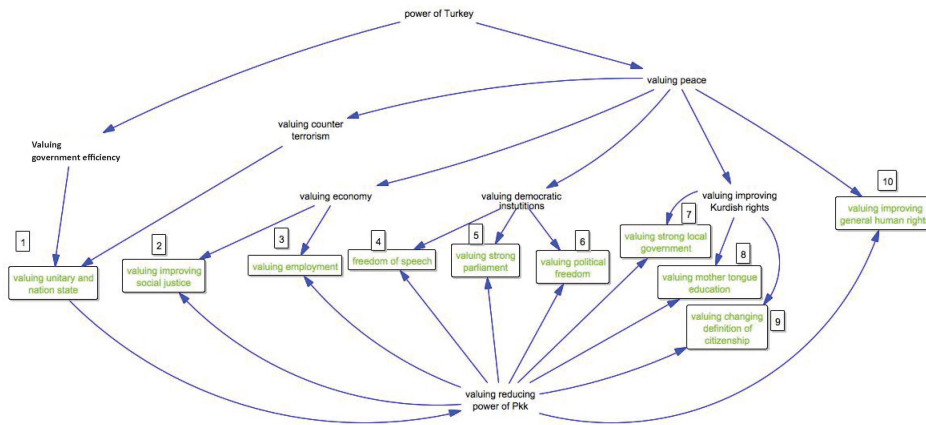 power of Turkey
valuing peace
valuing counter
terrorism
Valuing
government efficiency
10
valuing economy
valuing democratic
instutitions
valuing improving
Kurdish rights
valuing improving
general human rights
1
2
3
4
5
6
7
8
9
valuing unitary and
nation state
valuing improving
social justice
valuing employment
freedom of speech
valuing strong
parliament
valuing political
freedom
valuing strong local
government
valuing mother tongue
education
valuing changing
definition of
citizenship
valuing reducing
power of Pkk